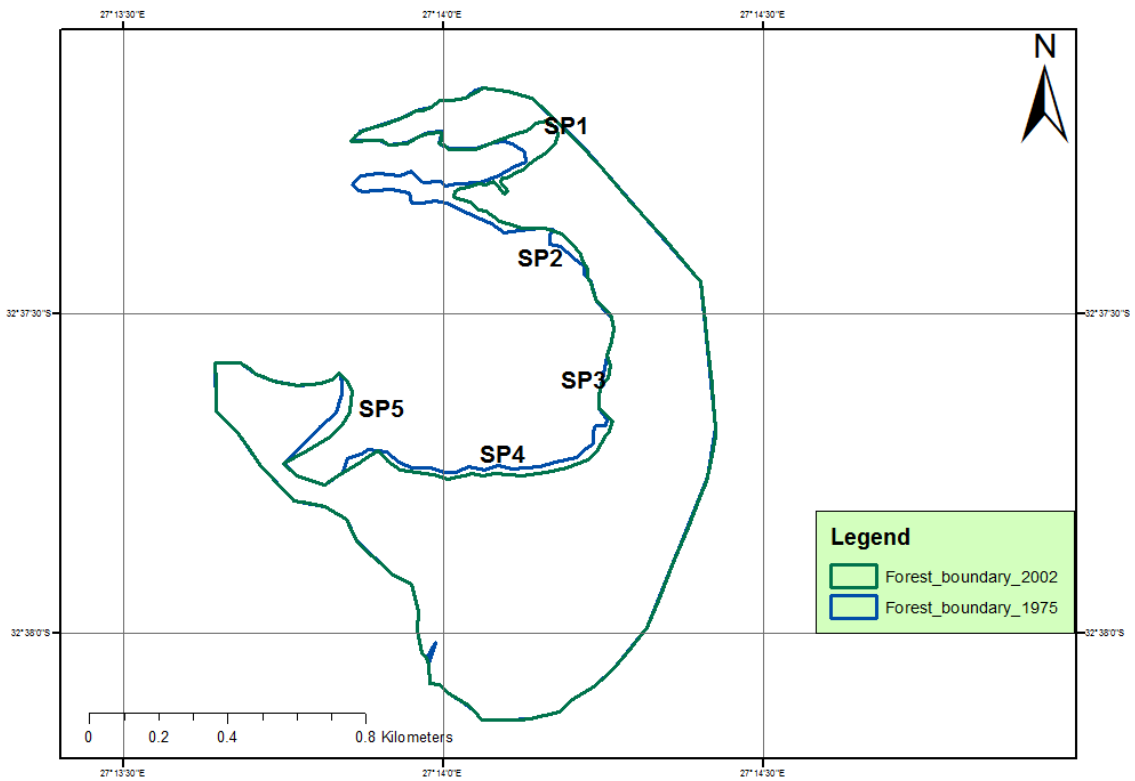 27°13'30"E 27°14'0"E 27°14'30"E
N
SP1
SP2
32°37'30"S 32°37'30"S
SP3
SP5
SP4
Legend
Forest_boundary_2002
Forest_boundary_1975
32°38'0"S 32°38'0"S
0 0.2 0.4 0.8 Kilometers
27°13'30"E 27°14'0"E 27°14'30"E